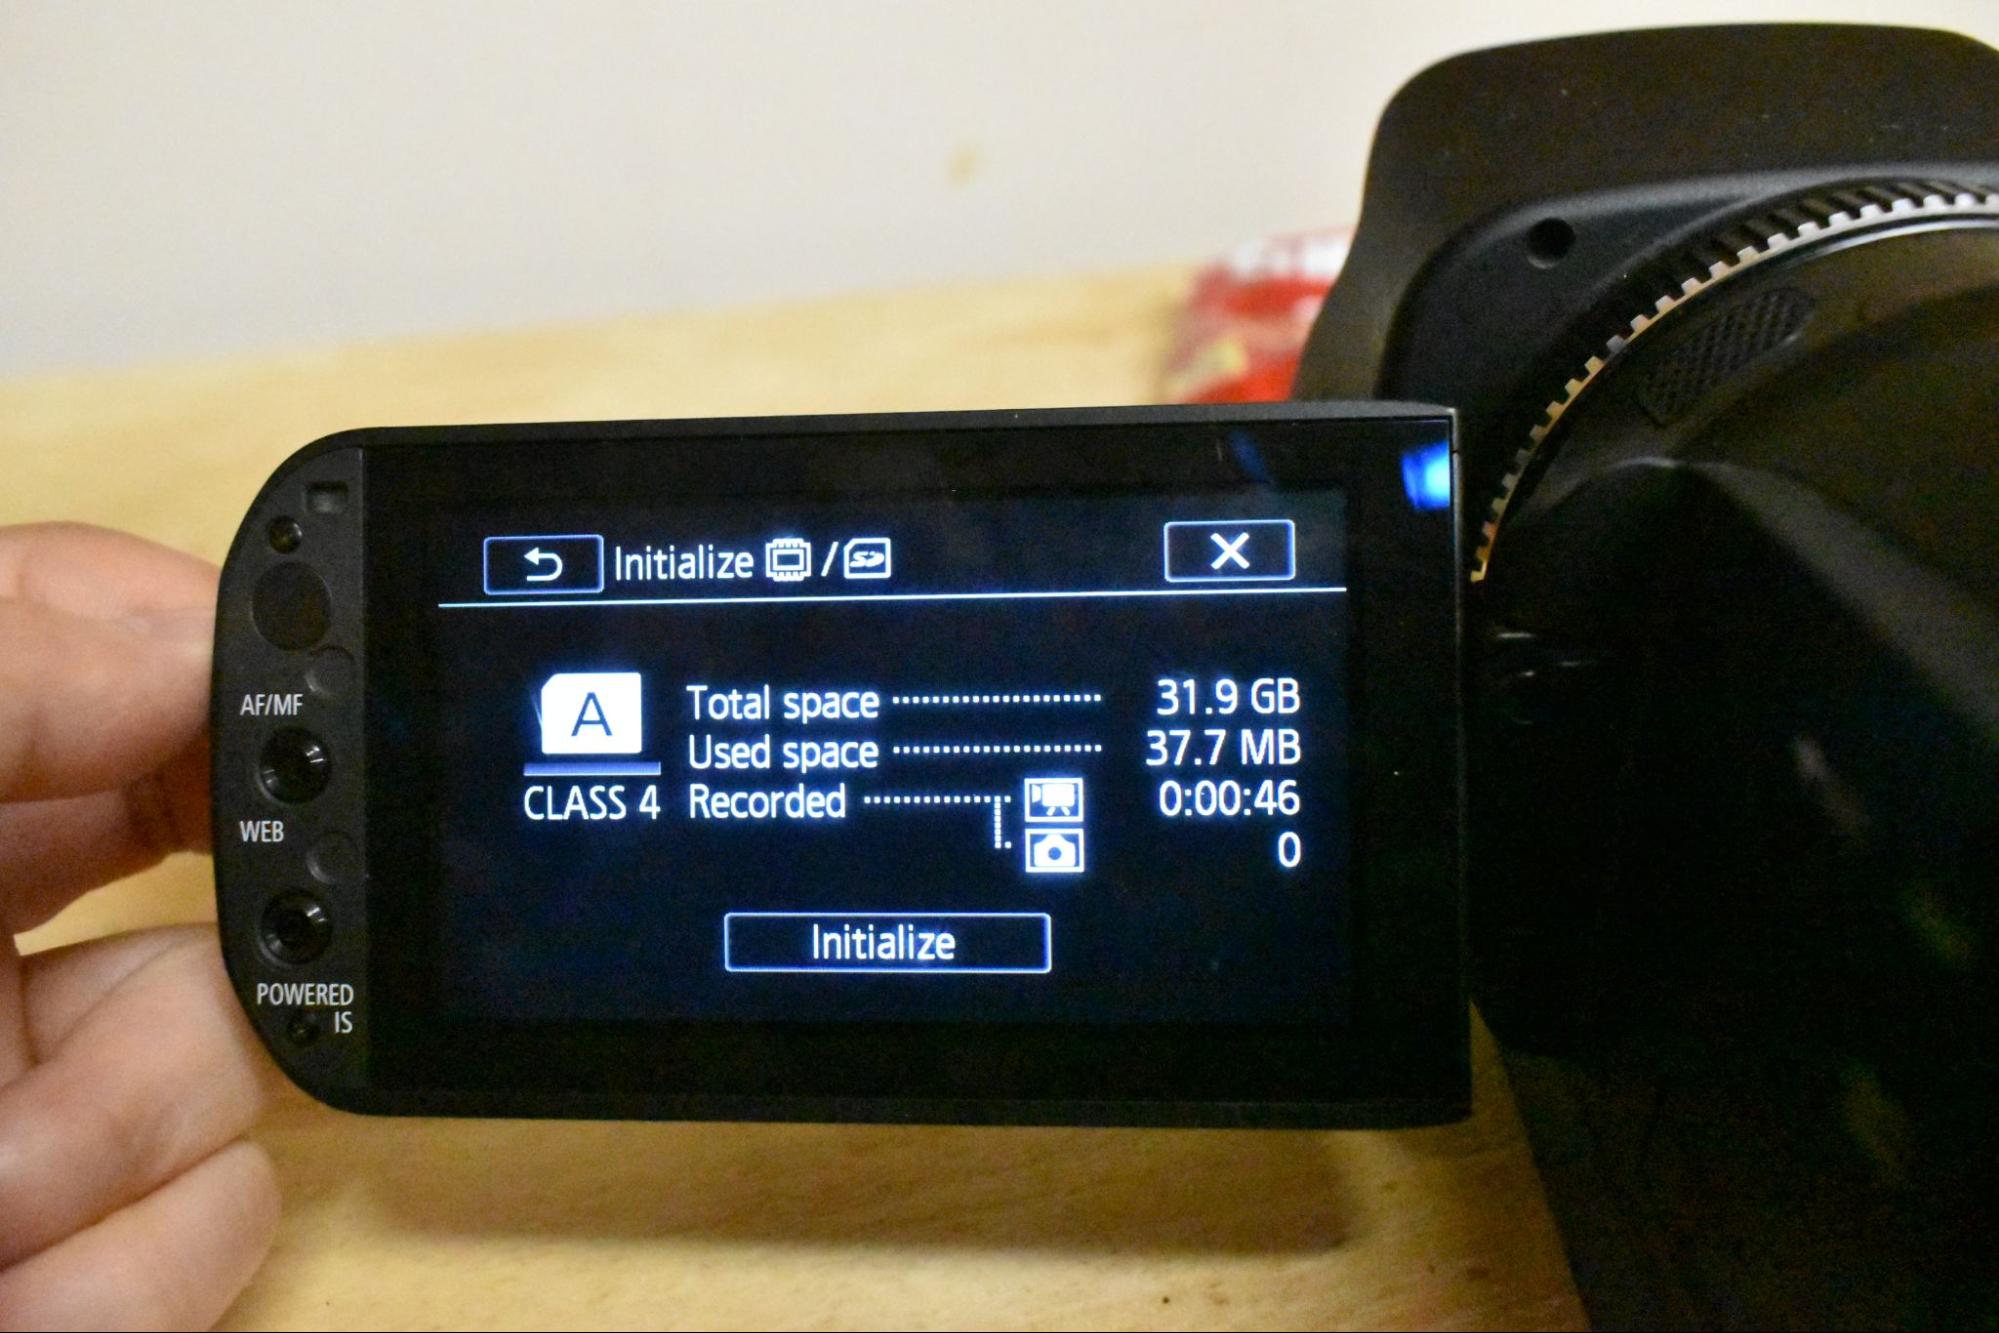 Initialize / SD
A
Total space 31.9 GB
Used space 37.7 MB
CLASS 4 Recorded 0:00:46
0
Initialize
AF/MF
WEB
POWERED
IS